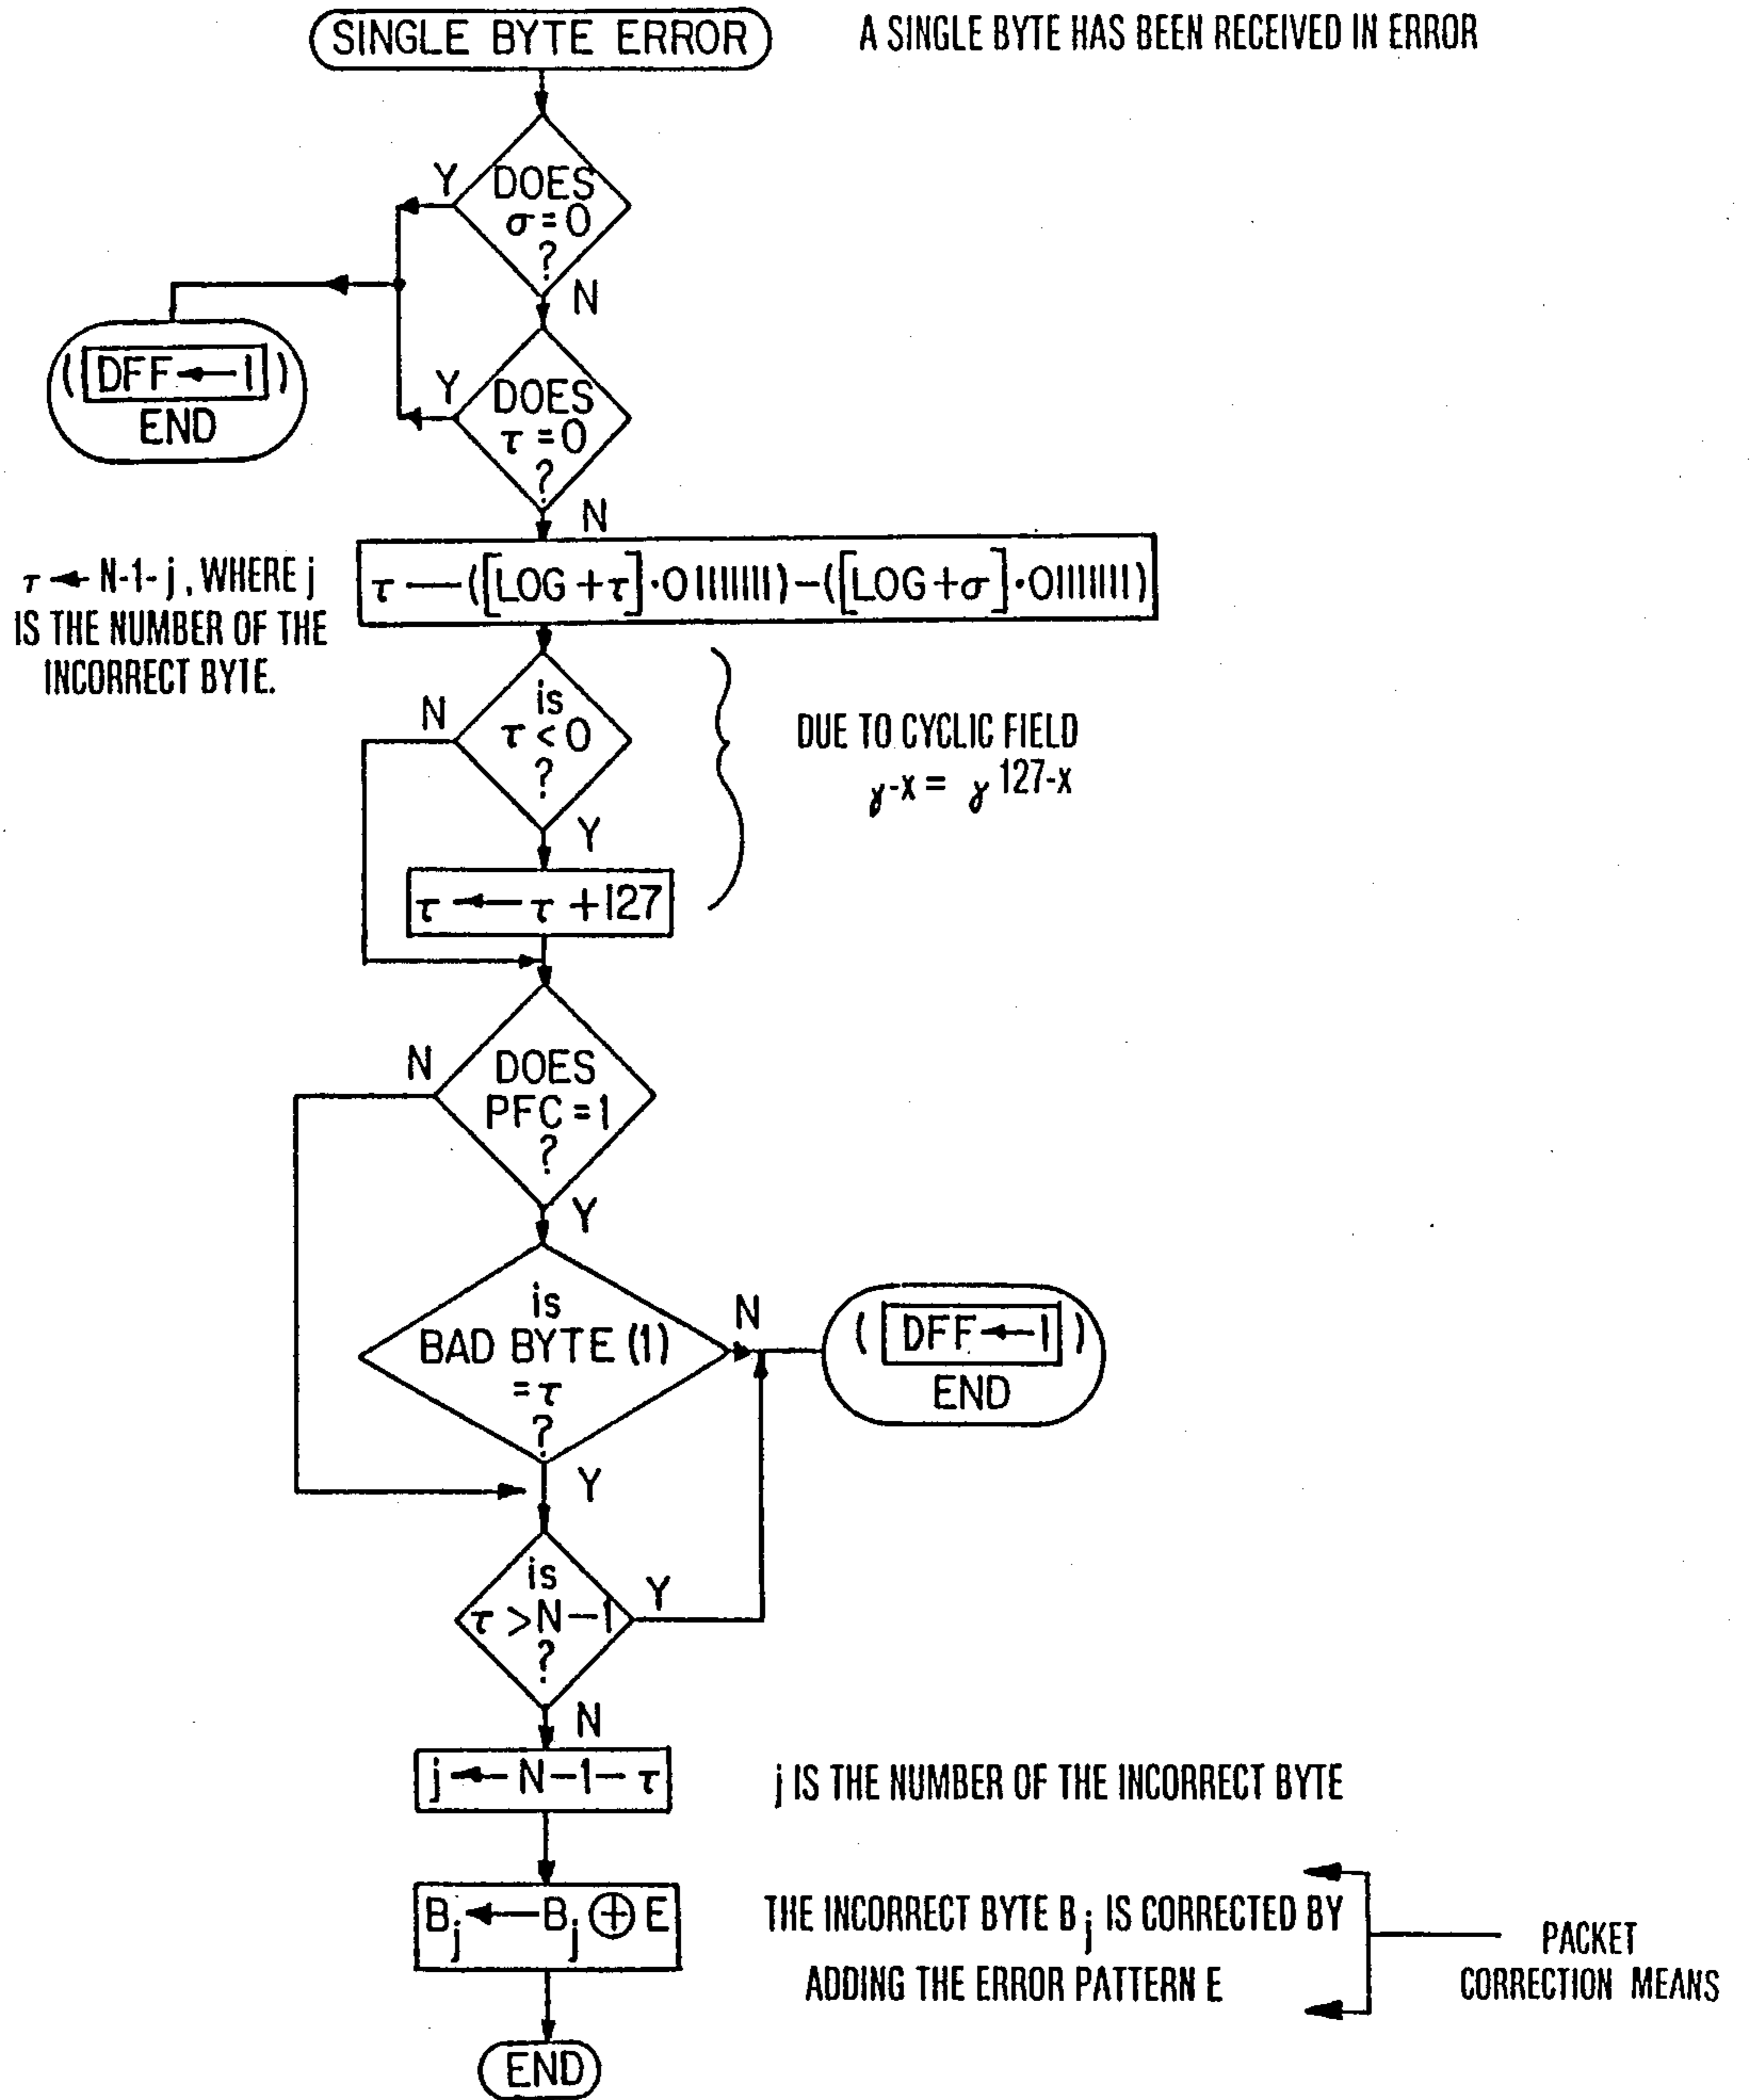 SINGLE BYTE ERROR
A SINGLE BYTE HAS BEEN RECEIVED IN ERROR
Y
DOES
σ=0
?
N
(DFF←1)
END
Y
DOES
τ=0
?
N
τ ← N-1-j, WHERE j
IS THE NUMBER OF THE
INCORRECT BYTE.
τ—([LOG+τ]·01111111)-([LOG+σ]·01111111)
N
is
τ<0
?
Y
DUE TO CYCLIC FIELD
γ-x = γ 127-x
τ←τ+127
N
DOES
PFC=1
?
Y
is
BAD BYTE (1)
=τ
?
N
(DFF←1)
END
Y
is
τ>N-1
?
Y
N
j←N-1-τ
j IS THE NUMBER OF THE INCORRECT BYTE
Bj←Bj⊕E
THE INCORRECT BYTE Bj IS CORRECTED BY
ADDING THE ERROR PATTERN E
PACKET
CORRECTION MEANS
END